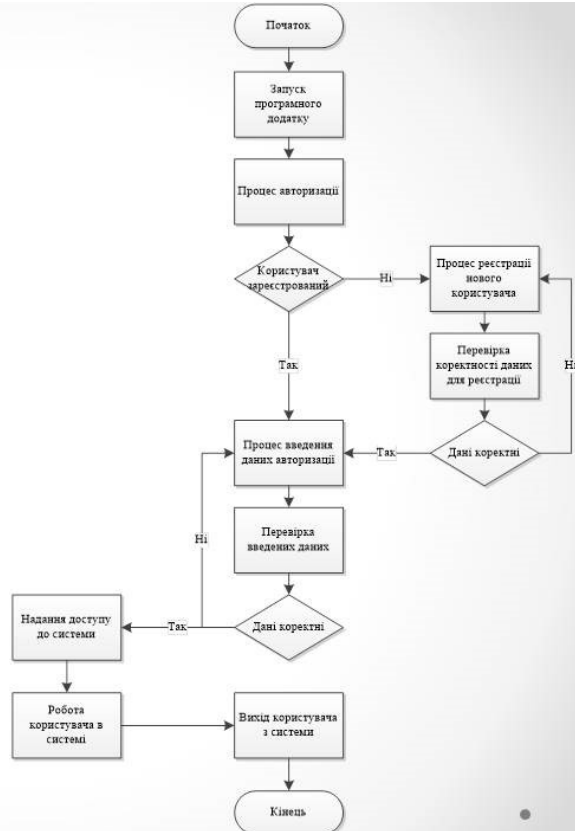 Початок
Запуск
програмного
додатку
Процес авторизації
Користувач
зареєстрований
Ні
Процес реєстрації
нового
користувача
Перевірка
коректності даних
для реєстрації
Ні
Так
Процес введення
даних авторизації
Так
Дані коректні
Перевірка
введених даних
Ні
Надання доступу
до системи
Так
Дані коректні
Робота
користувача в
системі
Вихід користувача
з системи
Кінець